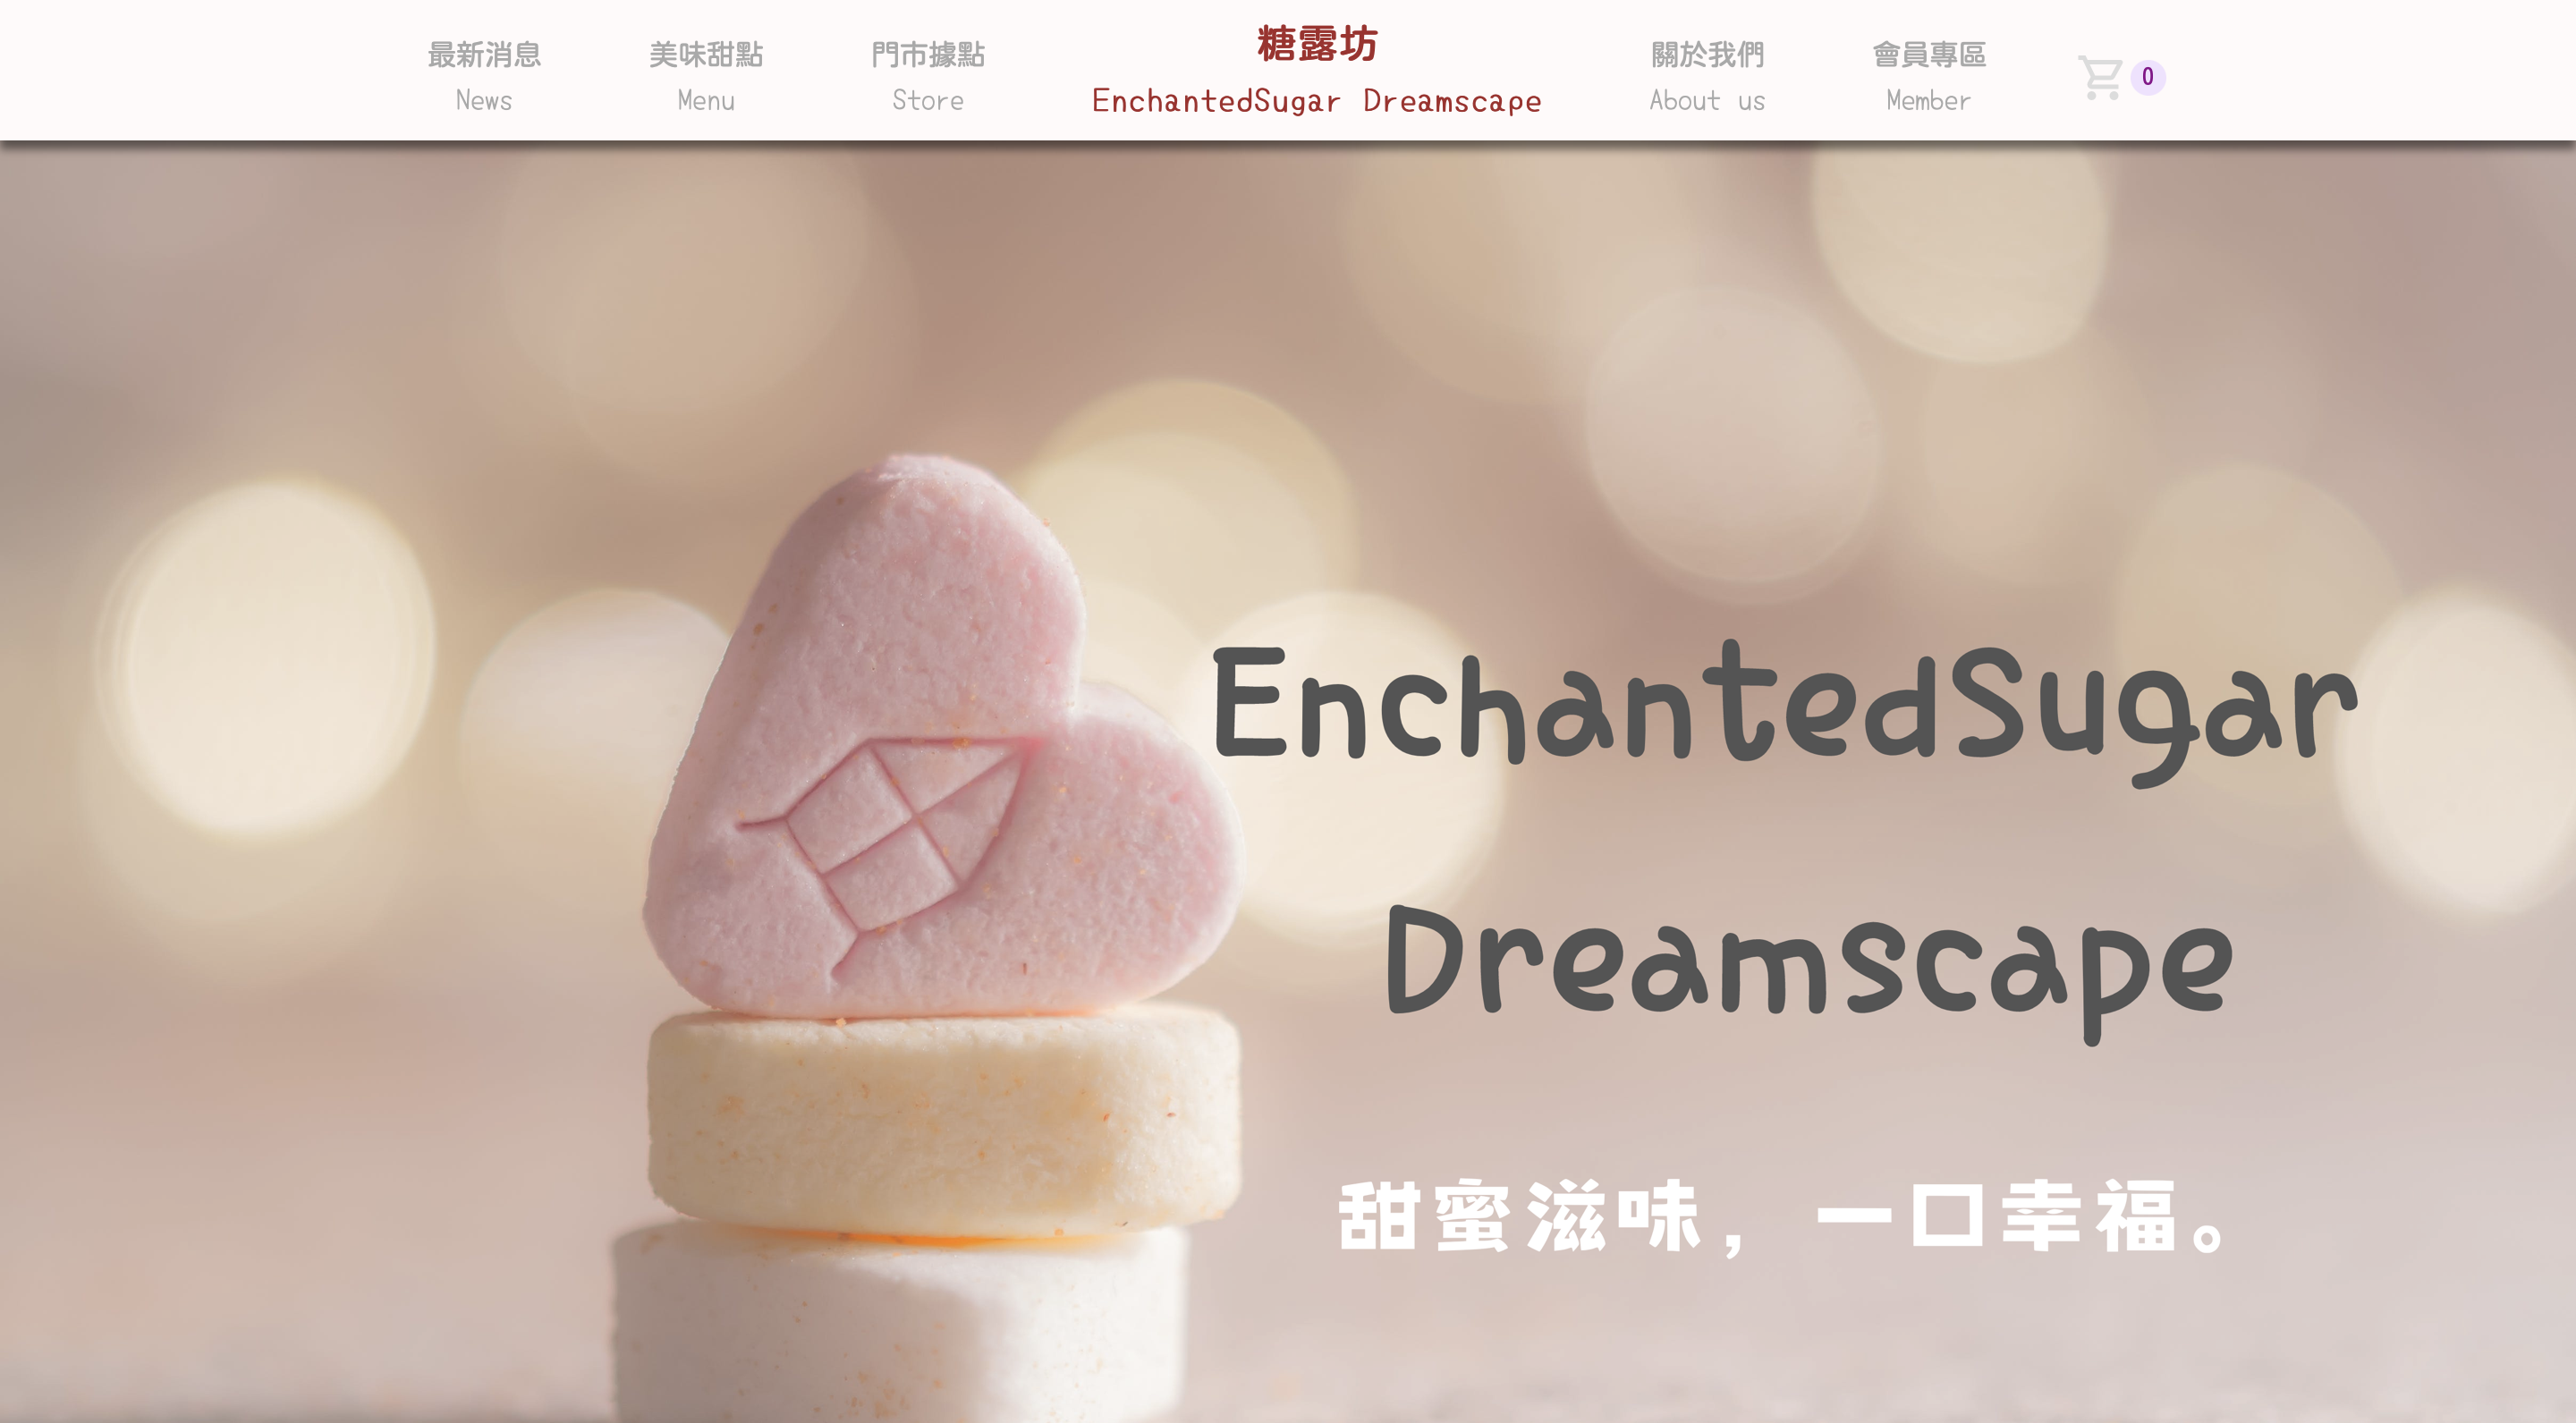 最新消息
News
美味甜點
Menu
門市據點
Store
糖露坊
EnchantedSugar Dreamscape
關於我們
About us
會員專區
Member
0
EnchantedSugar
Dreamscape
甜蜜滋味，一口幸福。